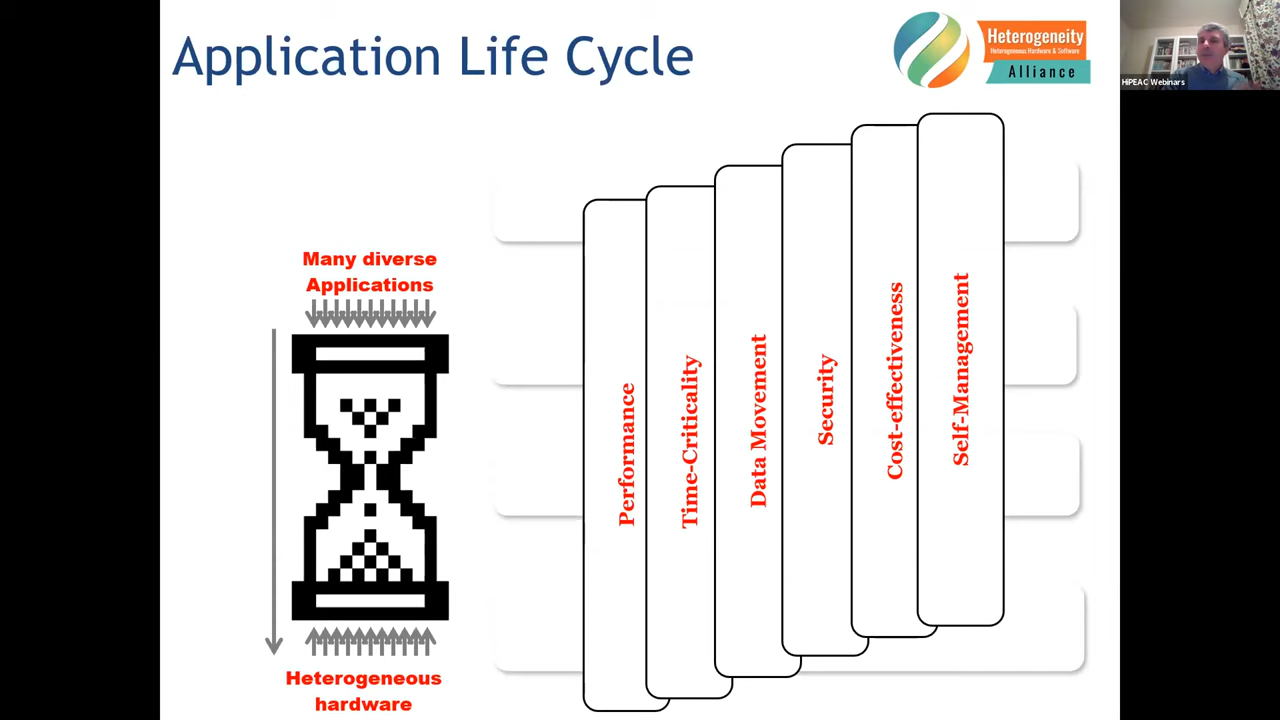 Application Life Cycle
Heterogeneity
Heterogeneous Hardware & Software
Alliance
HiPEAC Webinars
Many diverse
Applications
Heterogeneous
hardware
Performance
Time-Criticality
Data Movement
Security
Cost-effectiveness
Self-Management